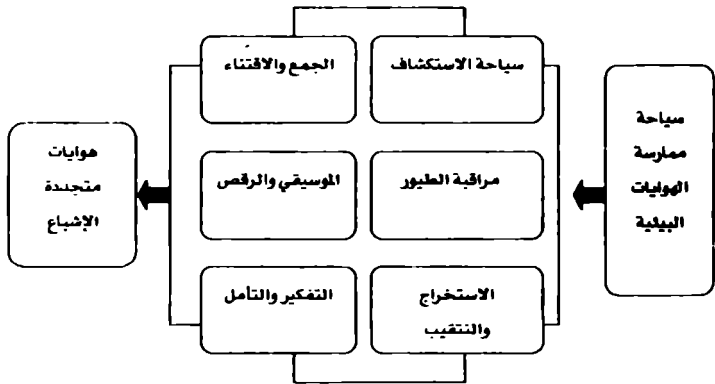 سياحة الاستكشاف
الجمع والاقتناء
سياحة
ممارسة
الهوايات
البيئية
مراقبة الطيور
الموسيقي والرقص
هوايات
متجددة
الإشباع
الاستخراج
والتنقيب
التفكير والتأمل